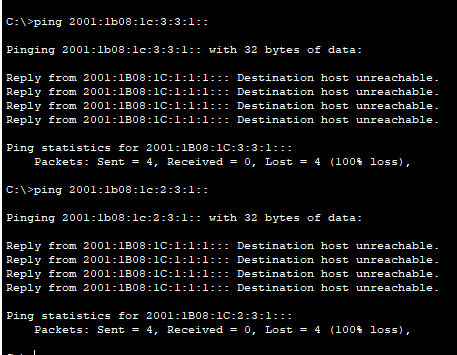 C:\>ping 2001:1b08:1c:3:3:1::
Pinging 2001:1b08:1c:3:3:1:: with 32 bytes of data:
Reply from 2001:1B08:1C:1:1:1::: Destination host unreachable.
Reply from 2001:1B08:1C:1:1:1::: Destination host unreachable.
Reply from 2001:1B08:1C:1:1:1::: Destination host unreachable.
Reply from 2001:1B08:1C:1:1:1::: Destination host unreachable.
Ping statistics for 2001:1B08:1C:3:3:1:::
Packets: Sent = 4, Received = 0, Lost = 4 (100% loss),
C:\>ping 2001:1b08:1c:2:3:1::
Pinging 2001:1b08:1c:2:3:1:: with 32 bytes of data:
Reply from 2001:1B08:1C:1:1:1::: Destination host unreachable.
Reply from 2001:1B08:1C:1:1:1::: Destination host unreachable.
Reply from 2001:1B08:1C:1:1:1::: Destination host unreachable.
Reply from 2001:1B08:1C:1:1:1::: Destination host unreachable.
Ping statistics for 2001:1B08:1C:2:3:1:::
Packets: Sent = 4, Received = 0, Lost = 4 (100% loss),